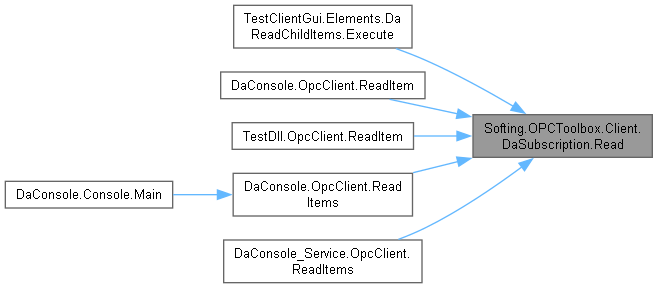 TestClientGui.Elements.Da
ReadChildItems.Execute
DaConsole.OpcClient.ReadItem
TestDll.OpcClient.ReadItem
Softing.OPCToolbox.Client.
DaSubscription.Read
DaConsole.Console.Main
DaConsole.OpcClient.Read
Items
DaConsole_Service.OpcClient.
ReadItems